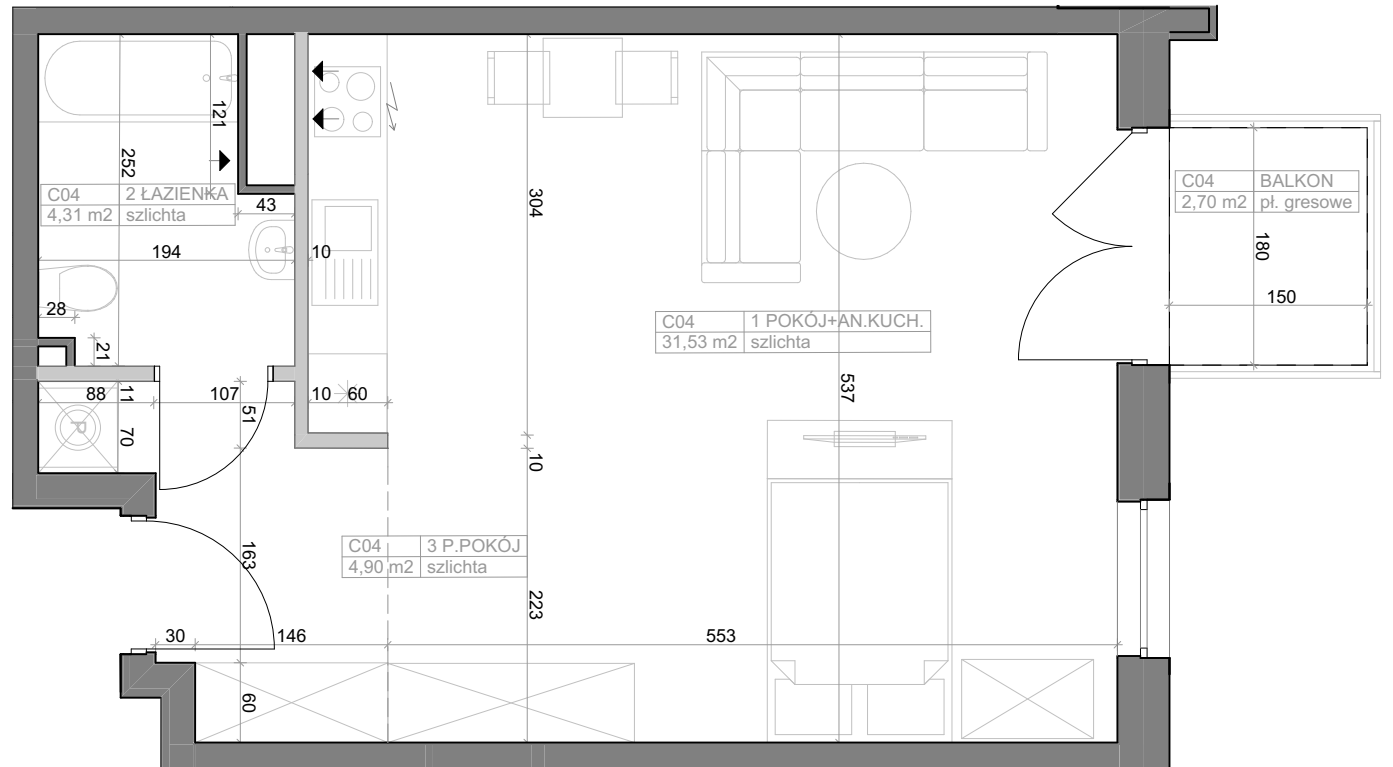 121
252
C04 2 ŁAZIENKA
4,31 m2 szlichta
43
194
10
28
21
88
107
10
60
11
70
51
304
C04 1 POKÓJ+AN.KUCH.
31,53 m2 szlichta
537
C04 BALKON
2,70 m2 pł. gresowe
180
150
10
163
C04 3 P.POKÓJ
4,90 m2 szlichta
223
30
146
553
60
P